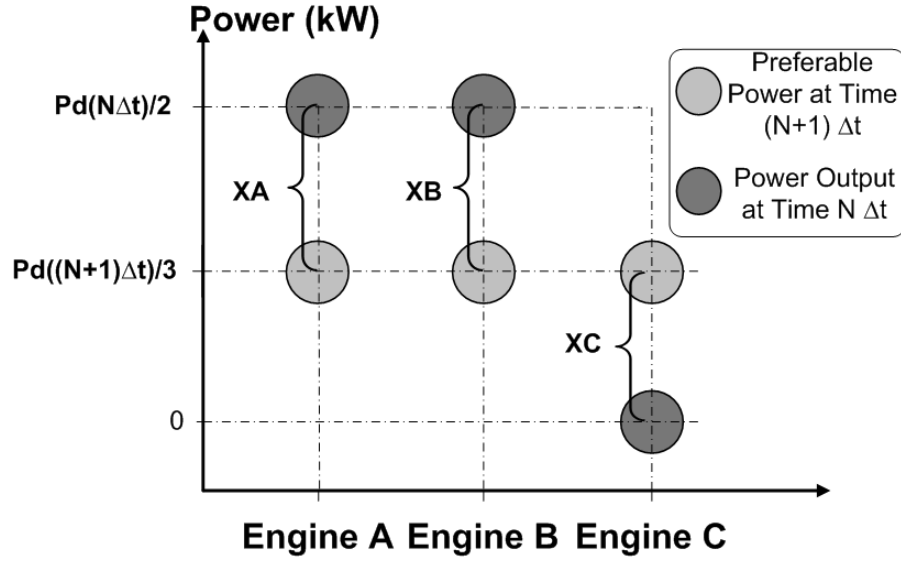 Power (kW)
Preferable
Power at Time
(N+1) Δt
Power Output
at Time N Δt
Pd(NΔt)/2
XA
XB
Pd((N+1)Δt)/3
XC
0
Engine A Engine B Engine C